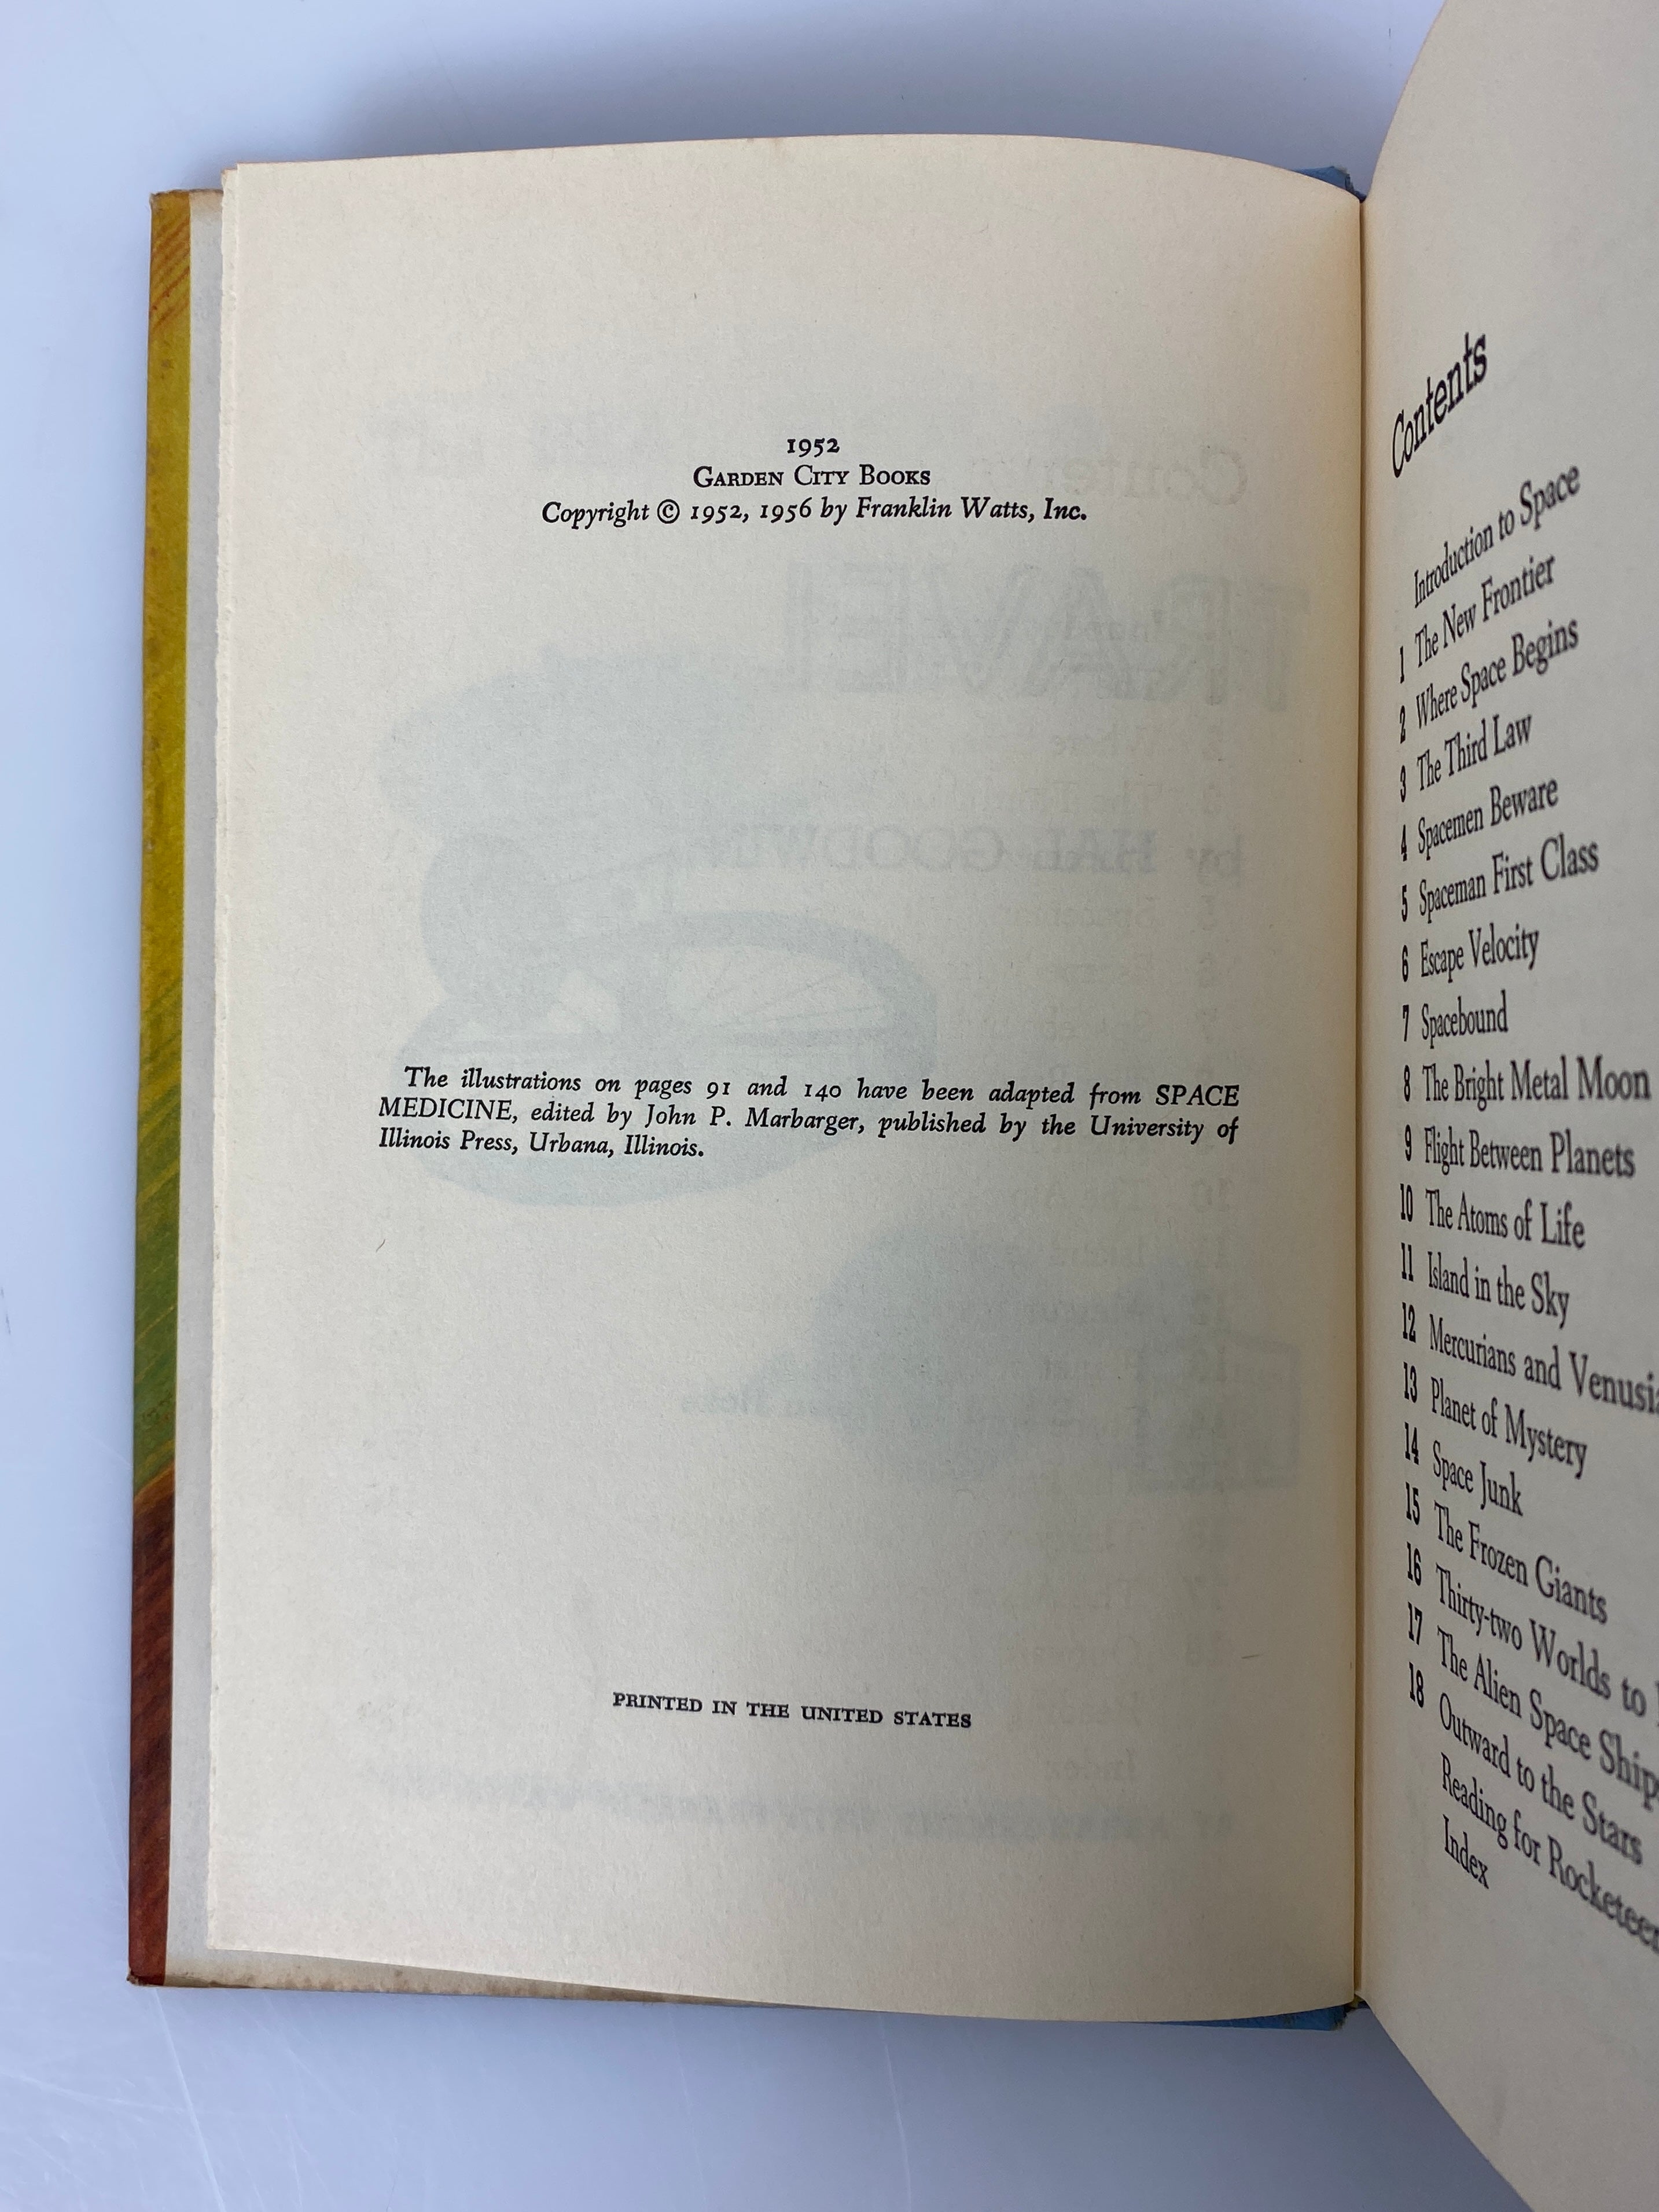 1952
GARDEN CITY BOOKS
Copyright © 1952, 1956 by Franklin Watts, Inc.
The illustrations on pages 91 and 140 have been adapted from SPACE
MEDICINE, edited by John P. Marbarger, published by the University of
Illinois Press, Urbana, Illinois.
PRINTED IN THE UNITED STATES
Contents
Introduction to Space
1 The New Frontier
2 Where Space Begins
3 The Third Law
4 Spacemen Beware
5 Spaceman First Class
6 Escape Velocity
7 Spacebound
8 The Bright Metal Moon
9 Flight Between Planets
10 The Atoms of Life
11 Island in the Sky
12 Mercurians and
13 Planet of Mystery
14 Space Junk
15 The Frozen Giants
16 Thirty-two Worlds to
17 The Alien Space
18 Outward to the Stars
Reading for
Index